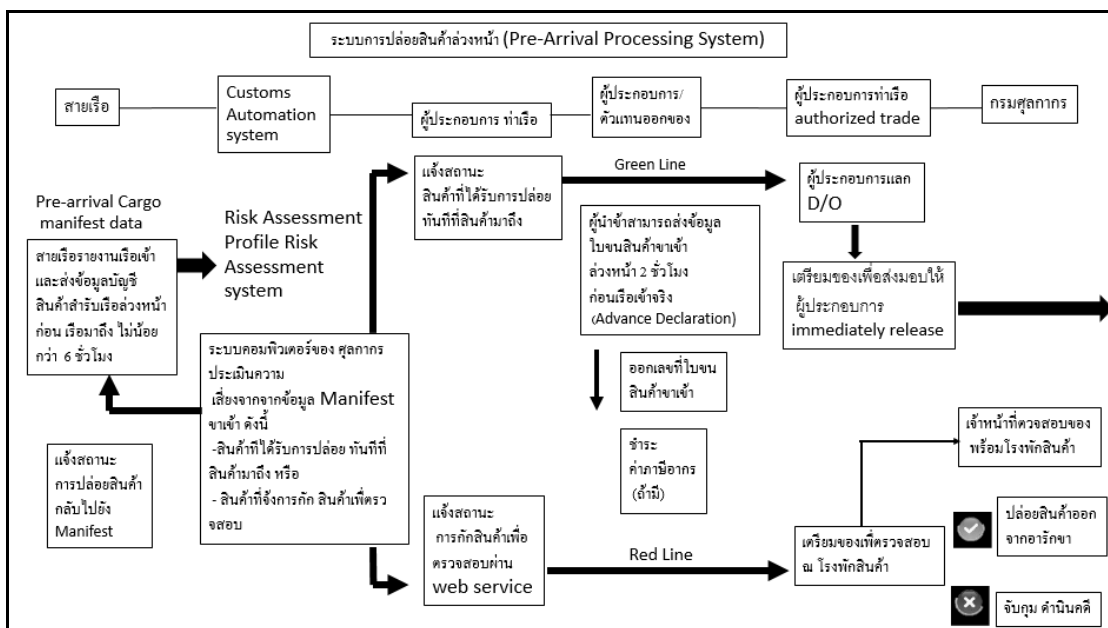 ระบบการปล่อยสินค้าล่วงหน้า (Pre-Arrival Processing System)
สายเรือ
Customs
Automation
system
ผู้ประกอบการ ท่าเรือ
ผู้ประกอบการ/
ตัวแทนออกของ
ผู้ประกอบการท่าเรือ
authorized trade
กรมศุลกากร
Pre-arrival Cargo
manifest data
สายเรือรายงานเรือเข้า
และส่งข้อมูลบัญชี
สินค้าสำรับเรือล่วงหน้า
ก่อน เรือมาถึง ไม่น้อย
กว่า 6 ชั่วโมง
Risk Assessment
Profile Risk
Assessment
system
แจ้งสถานะ
สินค้าที่ได้รับการปล่อย
ทันทีที่สินค้ามาถึง
Green Line
ผู้ประกอบการแลก
D/O
ผู้นำเข้าสามารถส่งข้อมูล
ใบขนสินค้าขาเข้า
ล่วงหน้า 2 ชั่วโมง
ก่อนเรือเข้าจริง
(Advance Declaration)
เตรียมของเพื่อส่งมอบให้
ผู้ประกอบการ
immediately release
ระบบคอมพิวเตอร์ของ ศุลกากร
ประเมินความ
เสี่ยงจากจากข้อมูล Manifest
ขาเข้า ดังนี้
-สินค้าที่ได้รับการปล่อย ทันทีที่
สินค้ามาถึง หรือ
- สินค้าที่จ้งการกัก สินค้าเพื่ตรว
จสอบ
ออกเลขที่ใบขน
สินค้าขาเข้า
ชำระ
ค่าภาษีอากร
(ถ้ามี)
แจ้งสถานะ
การปล่อยสินค้า
กลับไปยัง
Manifest
แจ้งสถานะ
การกักสินค้าเพื่อ
ตรวจสอบผ่าน
web service
Red Line
เตรียมของเพื่ตรวจสอบ
ณ โรงพักสินค้า
เจ้าหน้าที่ตวจสอบของ
พร้อมโรงพักสินค้า
ปล่อยสินค้าออก
จากอารักขา
จับกุม ดำนินคดี